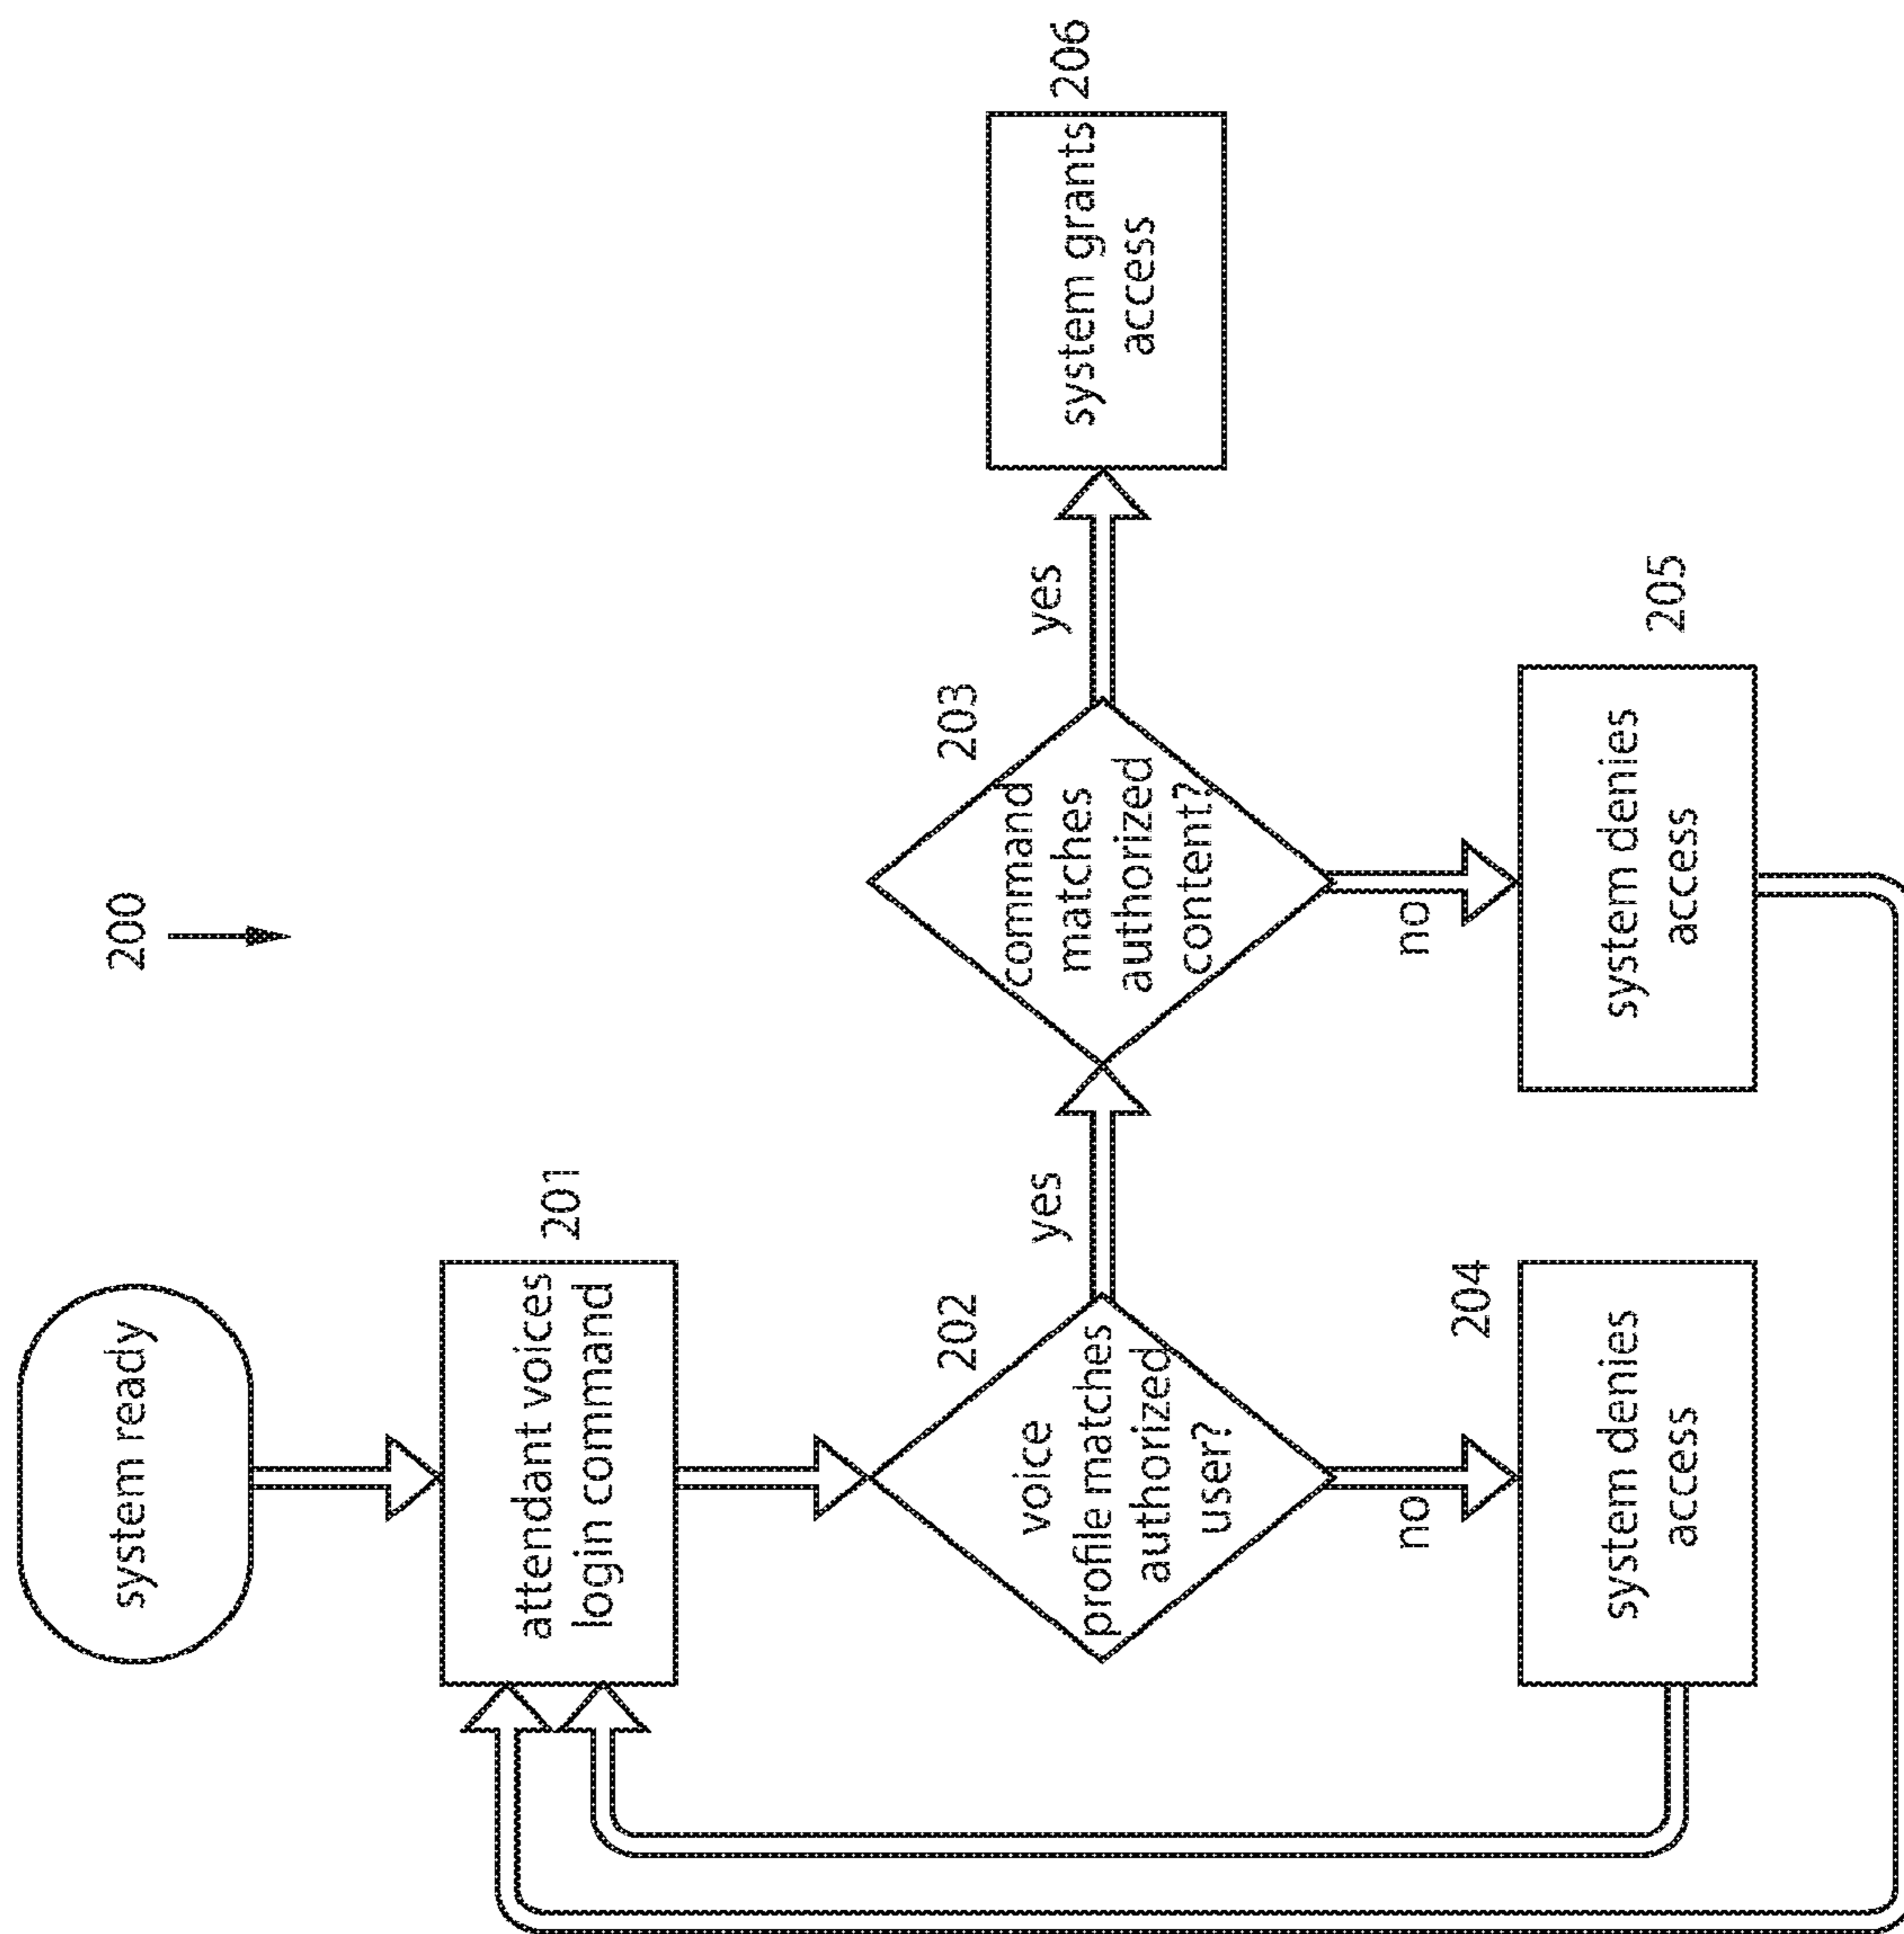 200
system ready
attendant voices
login command
201
voice
profile matches
authorized
user?
202
yes
no
command
matches
authorized
content?
203
yes
no
system denies
access
204
system denies
access
205
system grants
access
206